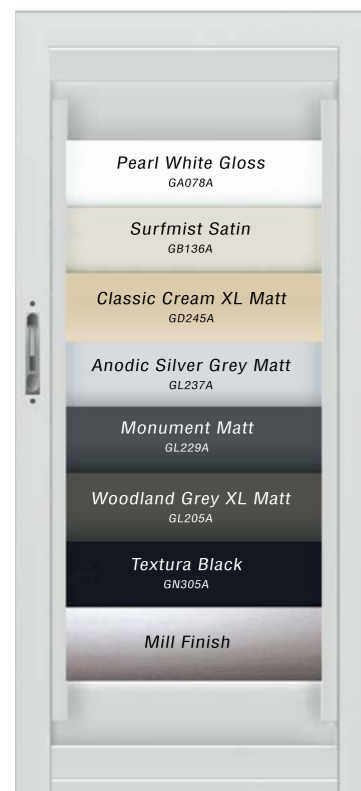 Pearl White Gloss
GA078A
Surfmist Satin
GB136A
Classic Cream XL Matt
GD245A
Anodic Silver Grey Matt
GL237A
Monument Matt
GL229A
Woodland Grey XL Matt
GL205A
Textura Black
GN305A
Mill Finish